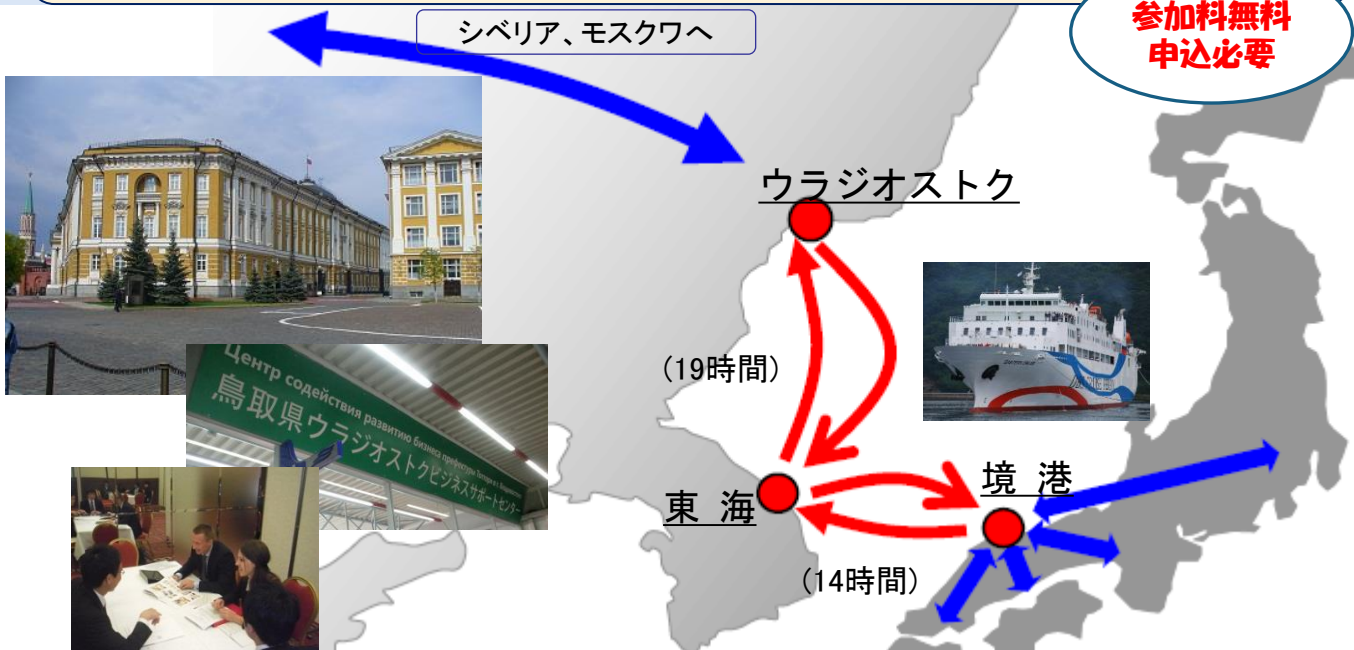 シベリア、モスクワへ
参加料無料
申込必要
ウラジオストク
(19時間)
Центр содействия развитию бизнеса префектуры Тоттори в г. Владивосток
鳥取県ウラジオストクビジネスサポートセンター
東 海
境 港
(14時間)